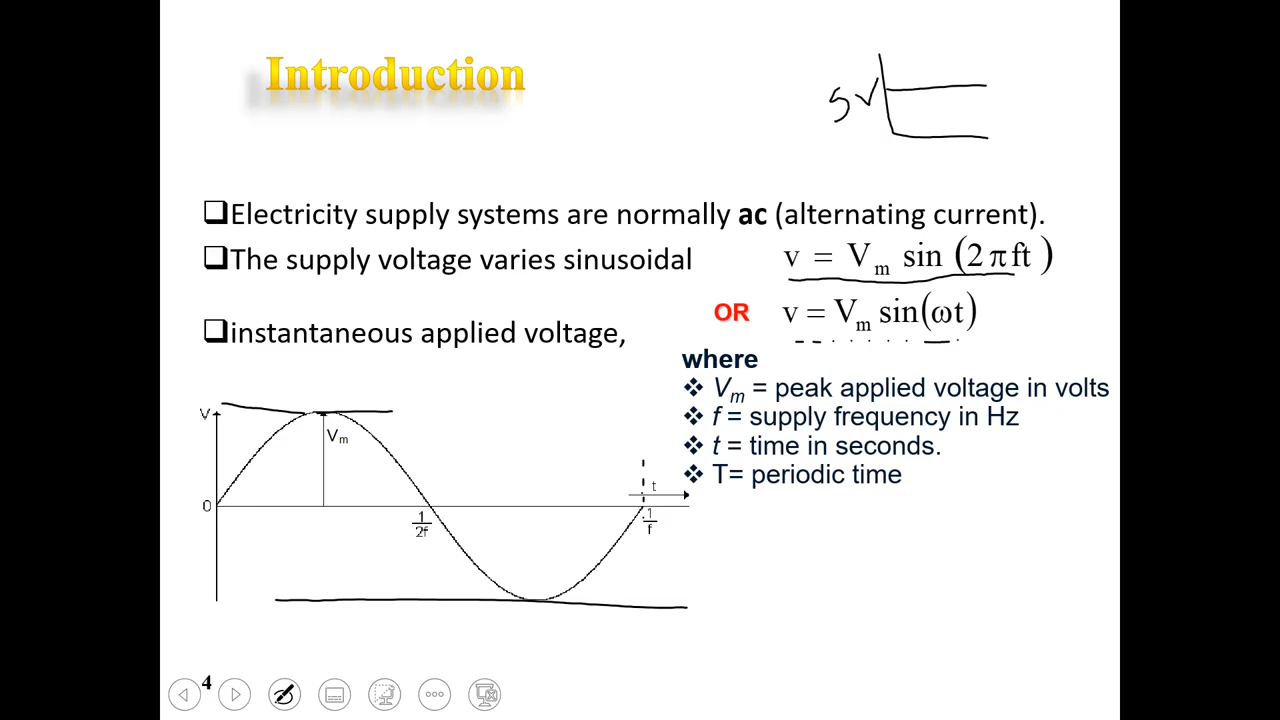 Introduction
5V
❑Electricity supply systems are normally ac (alternating current).
❑The supply voltage varies sinusoidal
v = Vm sin (2πft)
OR v = Vm sin(ωt)
❑instantaneous applied voltage,
where
❖ Vm = peak applied voltage in volts
❖ f = supply frequency in Hz
❖ t = time in seconds.
❖ T= periodic time
V
Vm
t
0
1/2f
1/f
4